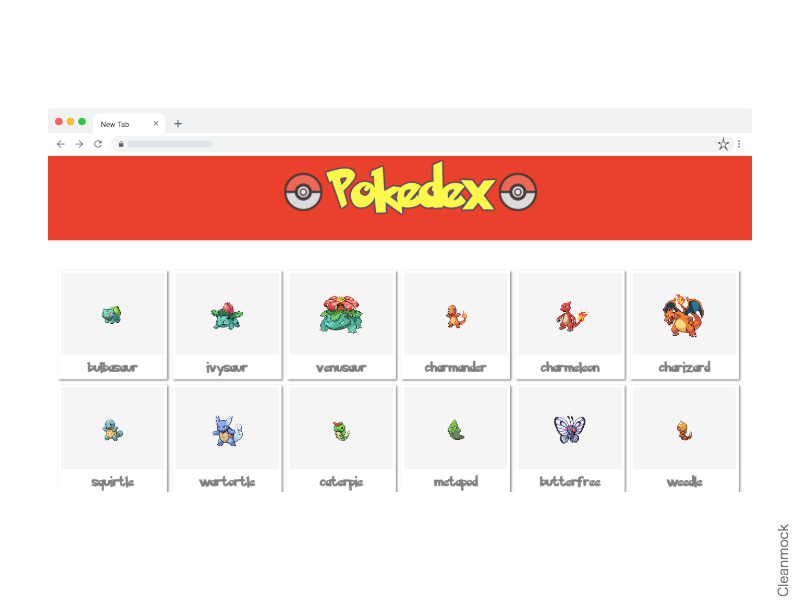 New Tab
Pokedex
bulbasaur ivysaur venusaur charmander charmeleon charizard
squirtle wartortle caterpie metapod butterfree weedle
Cleanmock